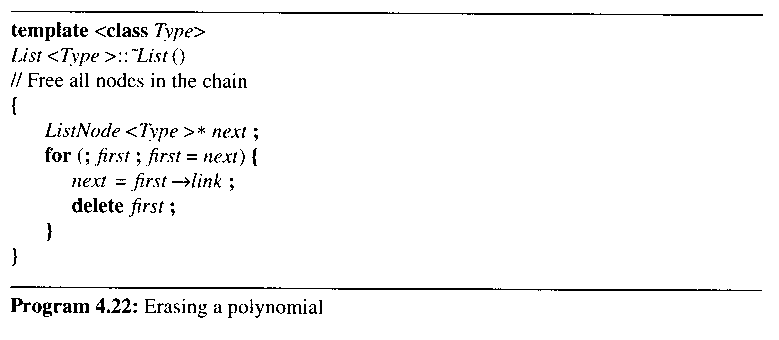 template <class Type>
List <Type >::~List ()
// Free all nodes in the chain
{
ListNode <Type >* next ;
for (; first ; first = next) {
next = first →link ;
delete first ;
}
}
Program 4.22: Erasing a polynomial